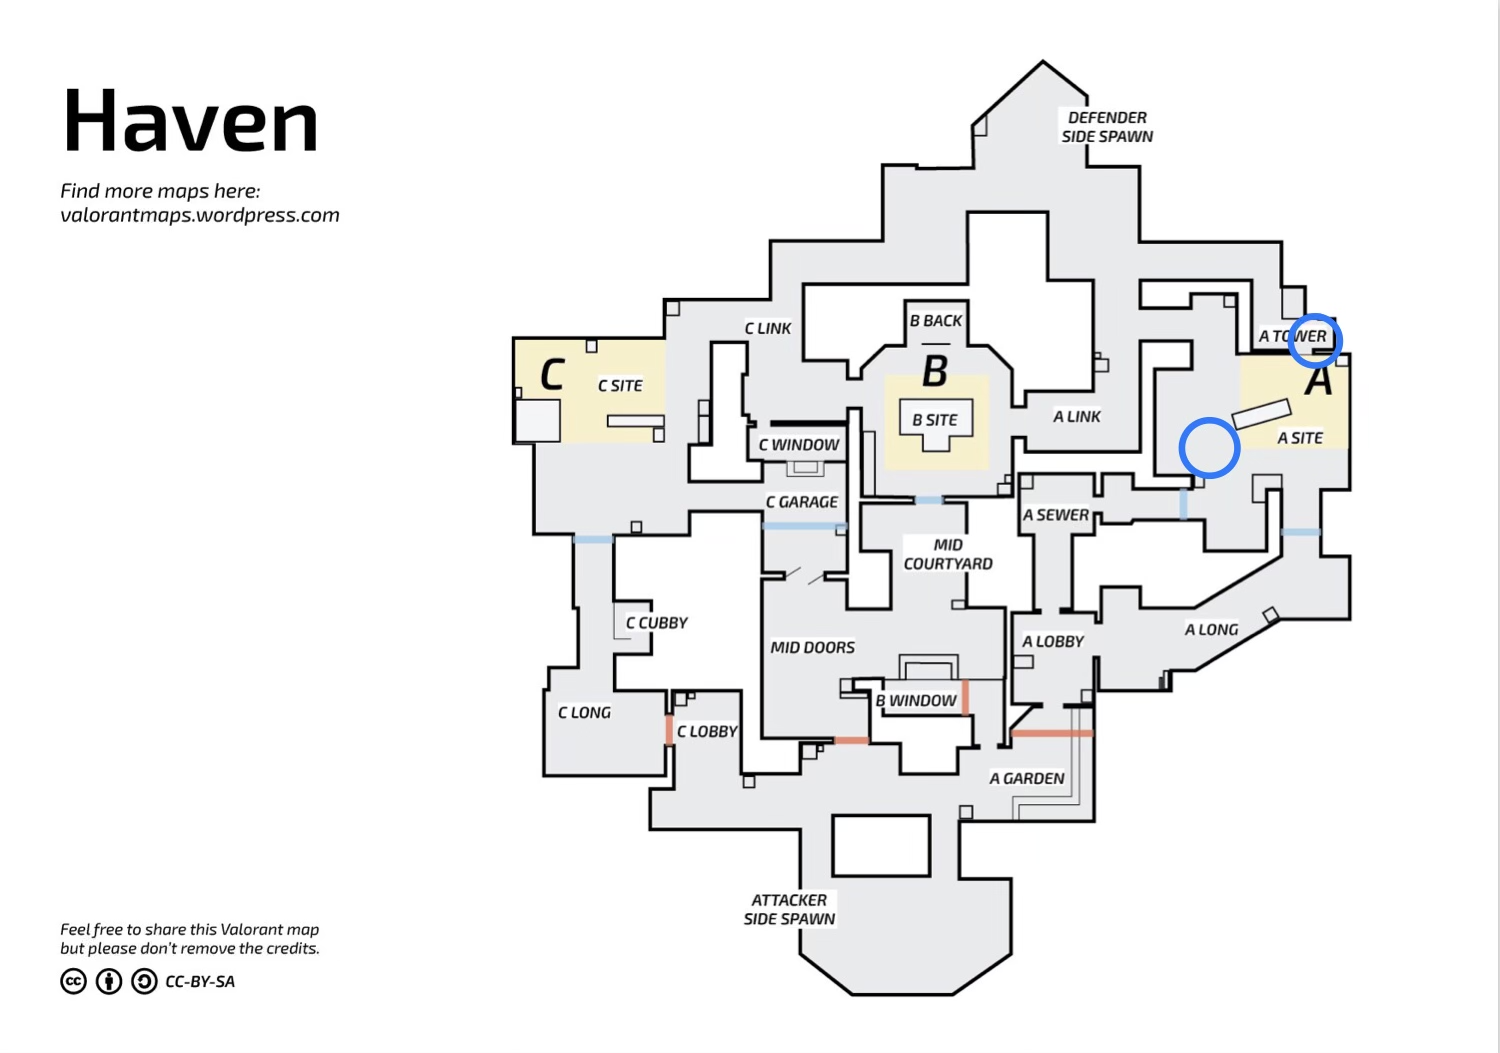 Haven
Find more maps here:
valorantmaps.wordpress.com
DEFENDER
SIDE SPAWN
C LINK
B BACK
A TOWER
B
C
C SITE
A
B SITE
A LINK
A SITE
C WINDOW
C GARAGE
A SEWER
MID
COURTYARD
C CUBBY
A LONG
A LOBBY
MID DOORS
B WINDOW
C LONG
C LOBBY
A GARDEN
ATTACKER
SIDE SPAWN
Feel free to share this Valorant map
but please don't remove the credits.
cc
CC-BY-SA